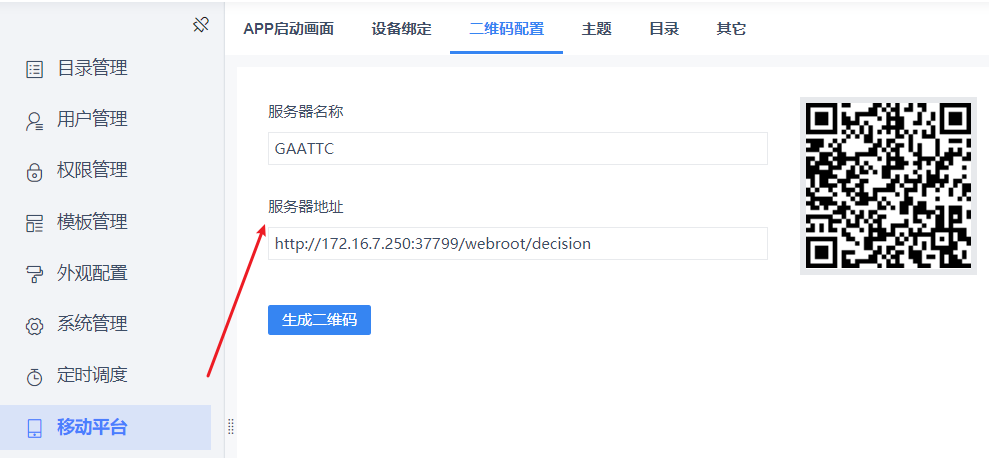 APP启动画面 设备绑定 二维码配置 主题 目录 其它
目录管理
用户管理
权限管理
模板管理
外观配置
系统管理
定时调度
移动平台
服务器名称
GAATTC
服务器地址
http://172.16.7.250:37799/webroot/decision
生成二维码